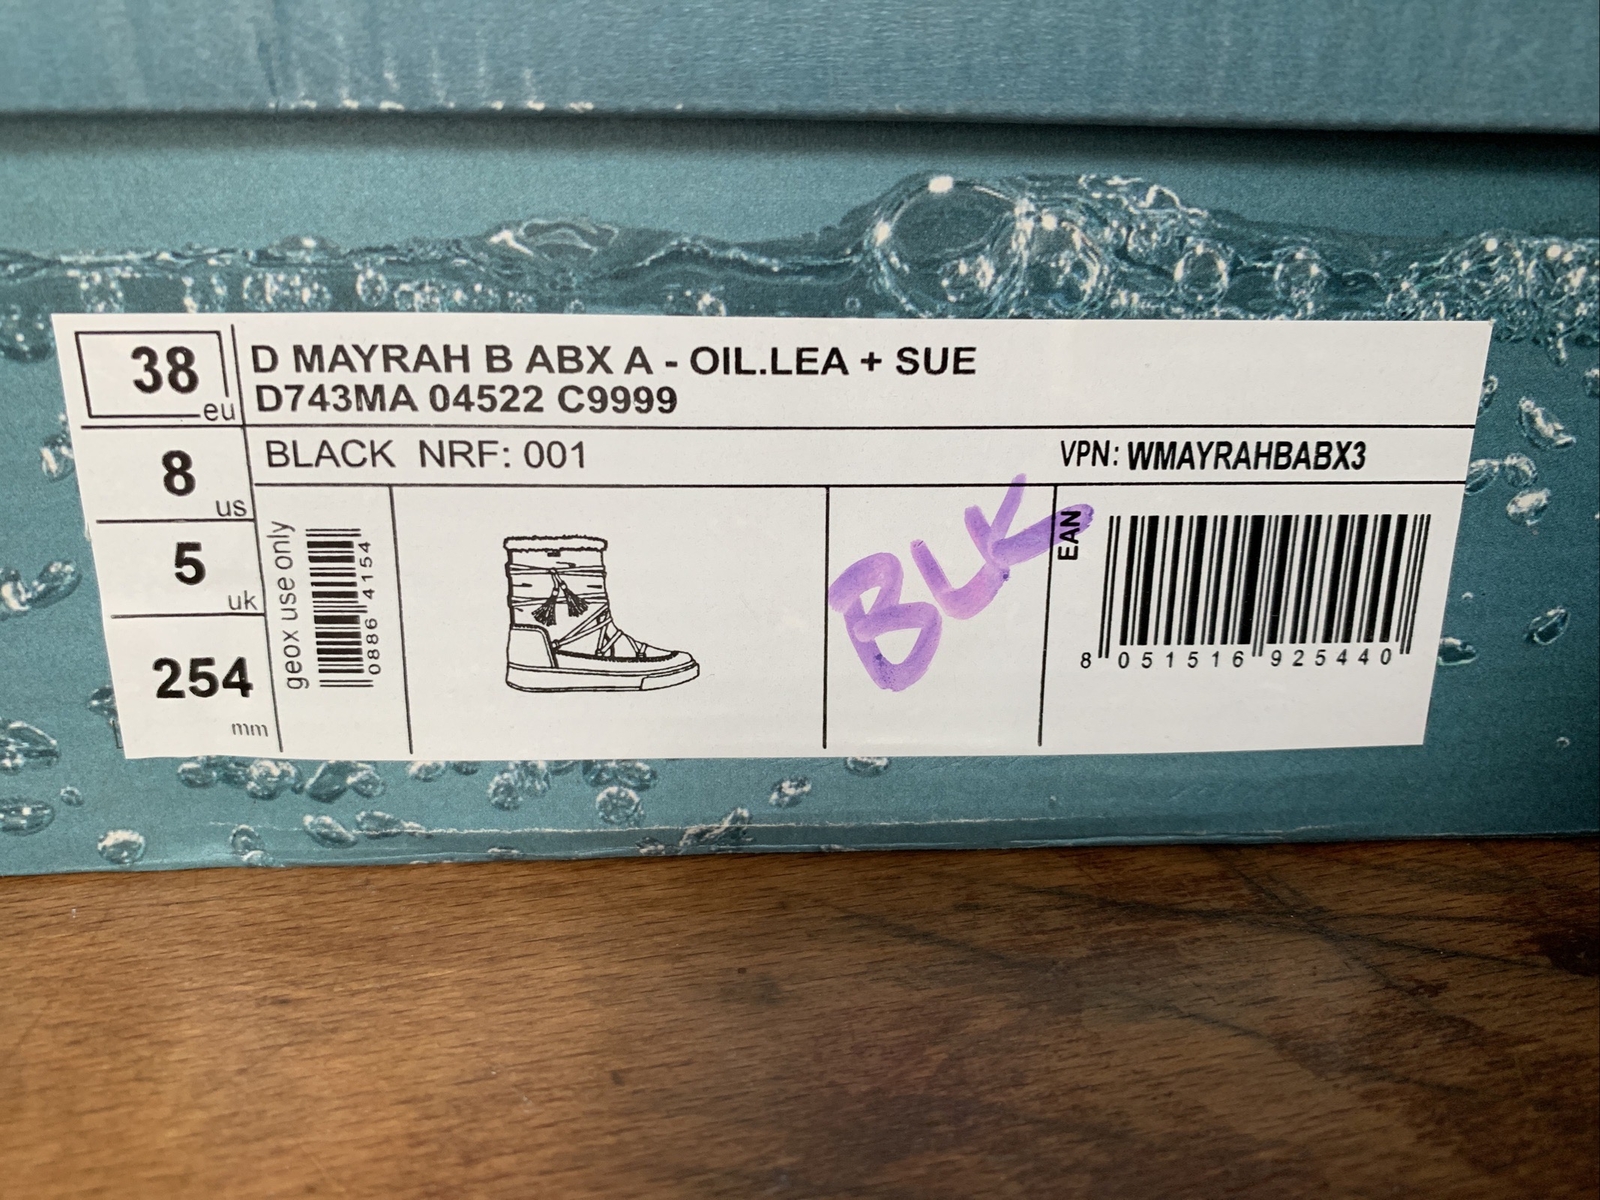 38 eu
D MAYRAH B ABX A - OIL.LEA + SUE
D743MA 04522 C9999
8 us
BLACK NRF: 001
VPN: WMAYRAHBABX3
5 uk
254 mm
geox use only
0886 4154
BLK
EAN
8 051516 925440